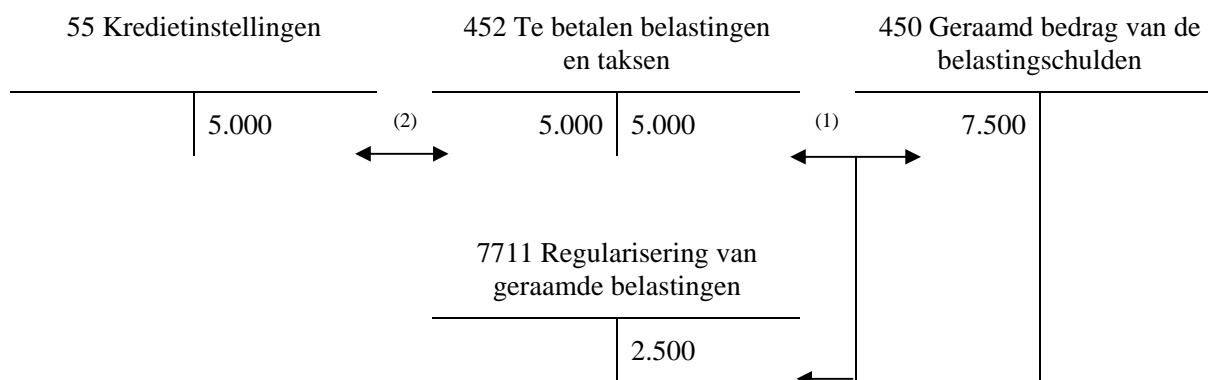 55 Kredietinstellingen
452 Te betalen belastingen
en taksen
450 Geraamd bedrag van de
belastingschulden
5.000
(2)
5.000
5.000
(1)
7.500
7711 Regularisering van
geraamde belastingen
2.500